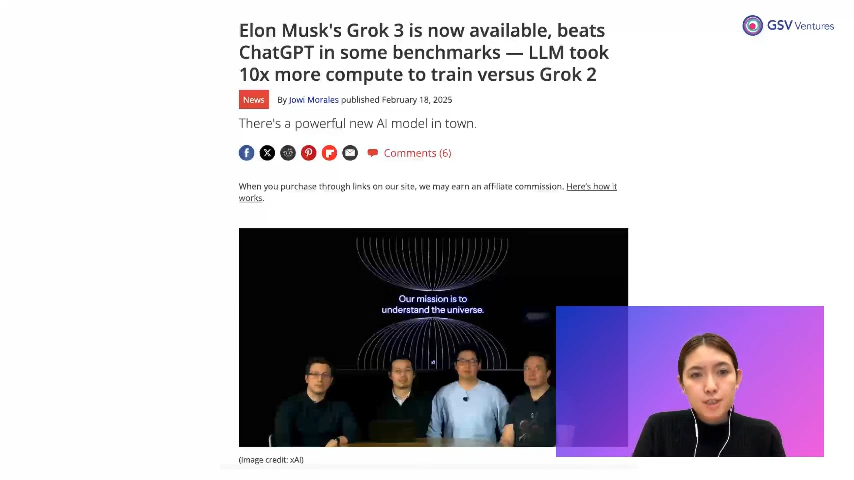 Elon Musk's Grok 3 is now available, beats
ChatGPT in some benchmarks — LLM took
10x more compute to train versus Grok 2
GSV Ventures
News
By Jowi Morales published February 18, 2025
There's a powerful new AI model in town.
Comments (6)
When you purchase through links on our site, we may earn an affiliate commission. Here's how it
works.
Our mission is to
understand the universe.
(Image credit: xAI)